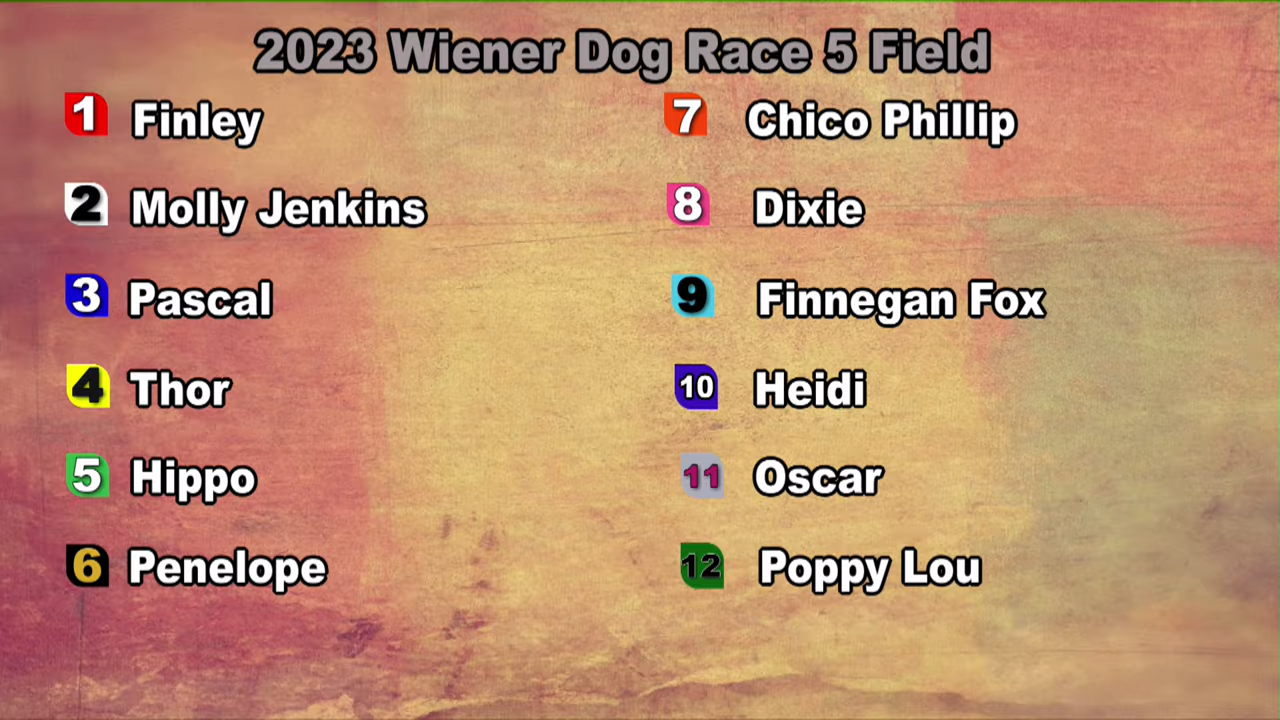 2023 Wiener Dog Race 5 Field
1 Finley
2 Molly Jenkins
3 Pascal
4 Thor
5 Hippo
6 Penelope
7 Chico Phillip
8 Dixie
9 Finnegan Fox
10 Heidi
11 Oscar
12 Poppy Lou